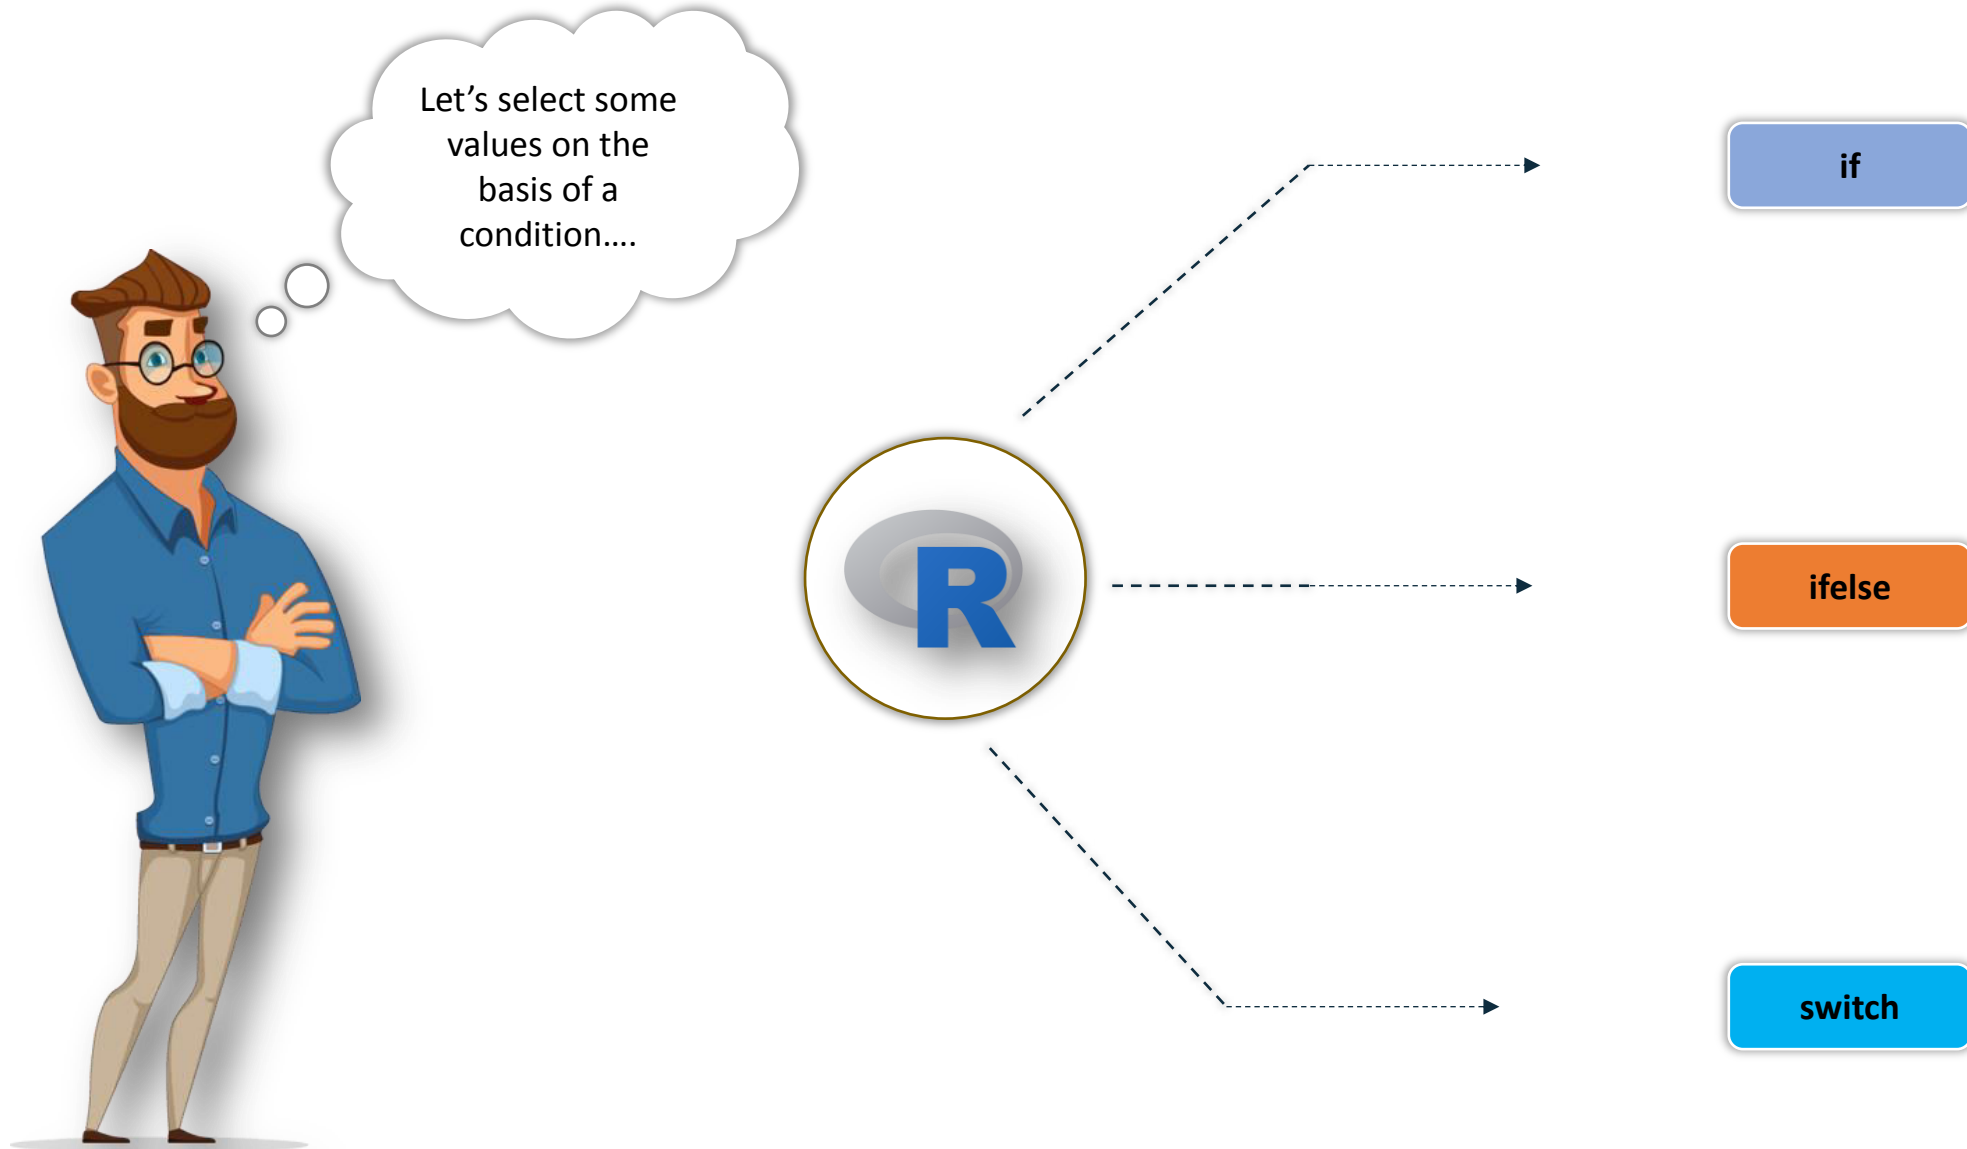 Let’s select some
values on the
basis of a
condition....
if
R
ifelse
switch